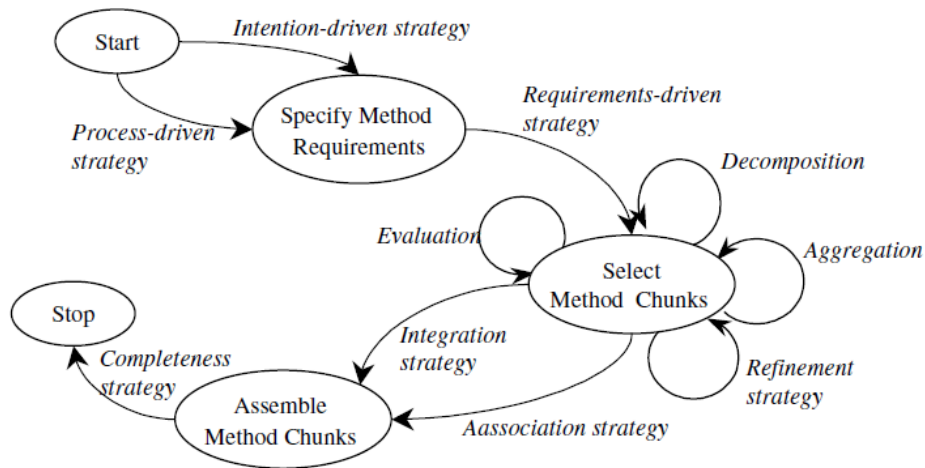 Start
Intention-driven strategy
Process-driven
strategy
Specify Method
Requirements
Requirements-driven
strategy
Decomposition
Evaluation
Select
Method Chunks
Aggregation
Stop
Completeness
strategy
Integration
strategy
Refinement
strategy
Assemble
Method Chunks
Aassociation strategy